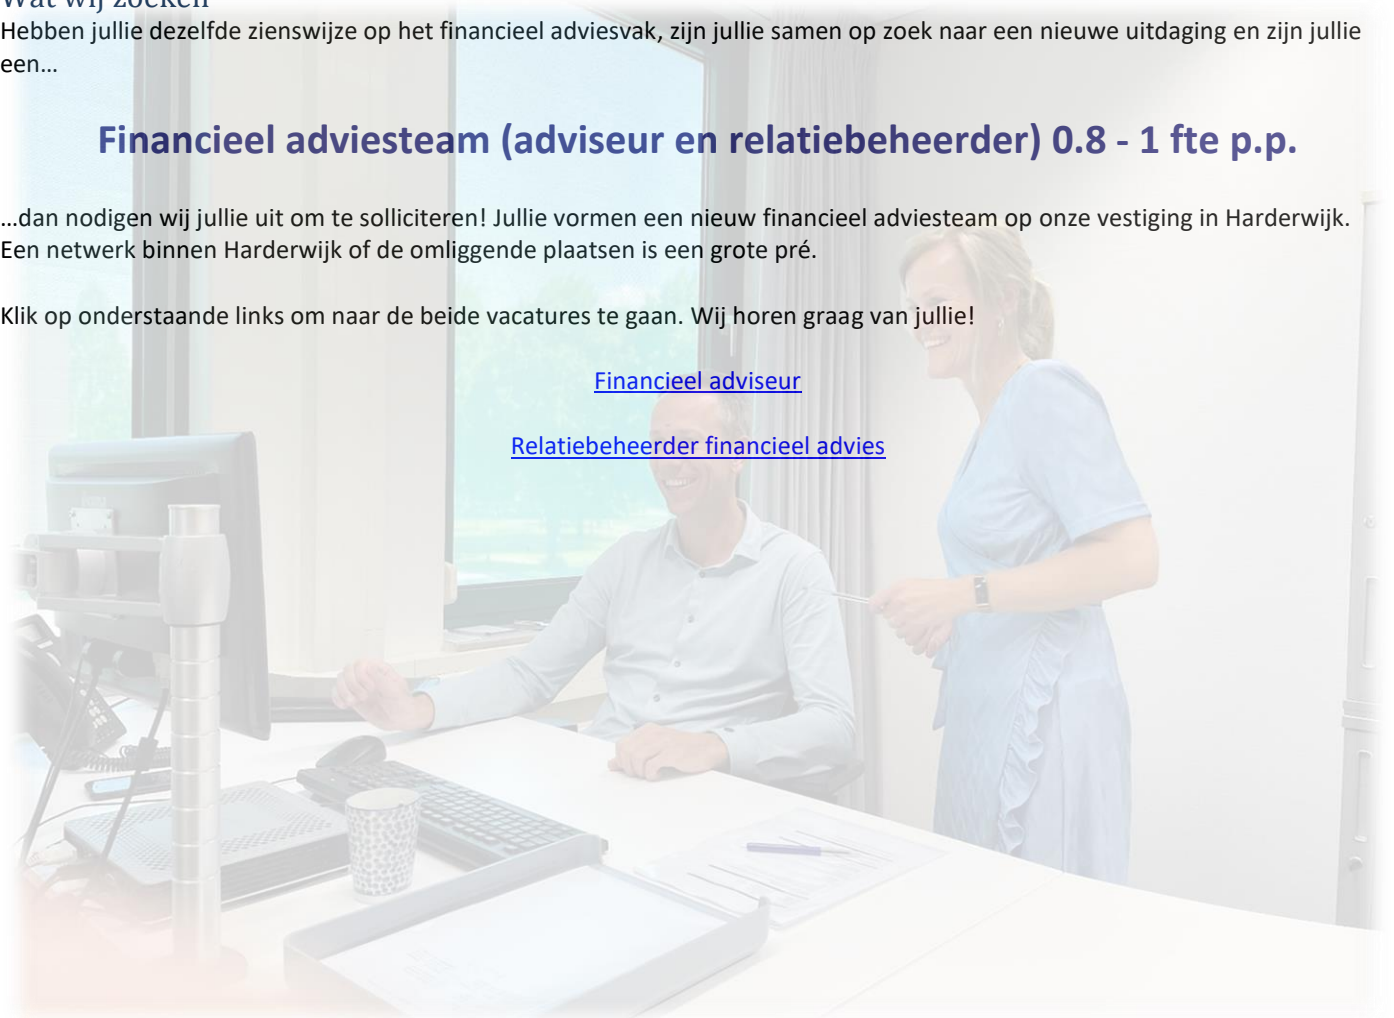 Wat wij zoeken
Hebben jullie dezelfde zienswijze op het financieel adviesvak, zijn jullie samen op zoek naar een nieuwe uitdaging en zijn jullie
een…
Financieel adviesteam (adviseur en relatiebeheerder) 0.8 - 1 fte p.p.
…dan nodigen wij jullie uit om te solliciteren! Jullie vormen een nieuw financieel adviesteam op onze vestiging in Harderwijk.
Een netwerk binnen Harderwijk of de omliggende plaatsen is een grote pré.
Klik op onderstaande links om naar de beide vacatures te gaan. Wij horen graag van jullie!
Financieel adviseur
Relatiebeheerder financieel advies